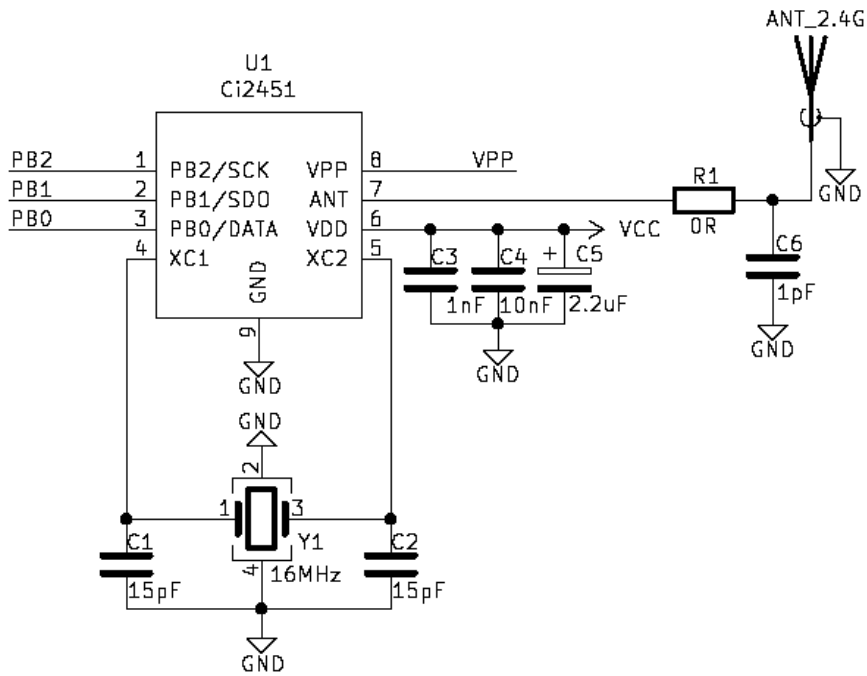 ANT_2.4G
U1
Ci2451
PB2 1 PB2/SCK VPP 8 VPP
PB1 2 PB1/SDO ANT 7 R1 GND
PB0 3 PB0/DATA VDD 6 0R VCC
4 XC1 XC2 5
GND
9
C3 C4 + C5 C6
1nF 10nF 2.2uF 1pF
GND GND
GND
GND
2
1 3
C1 Y1 C2
4 16MHz
15pF 15pF
GND